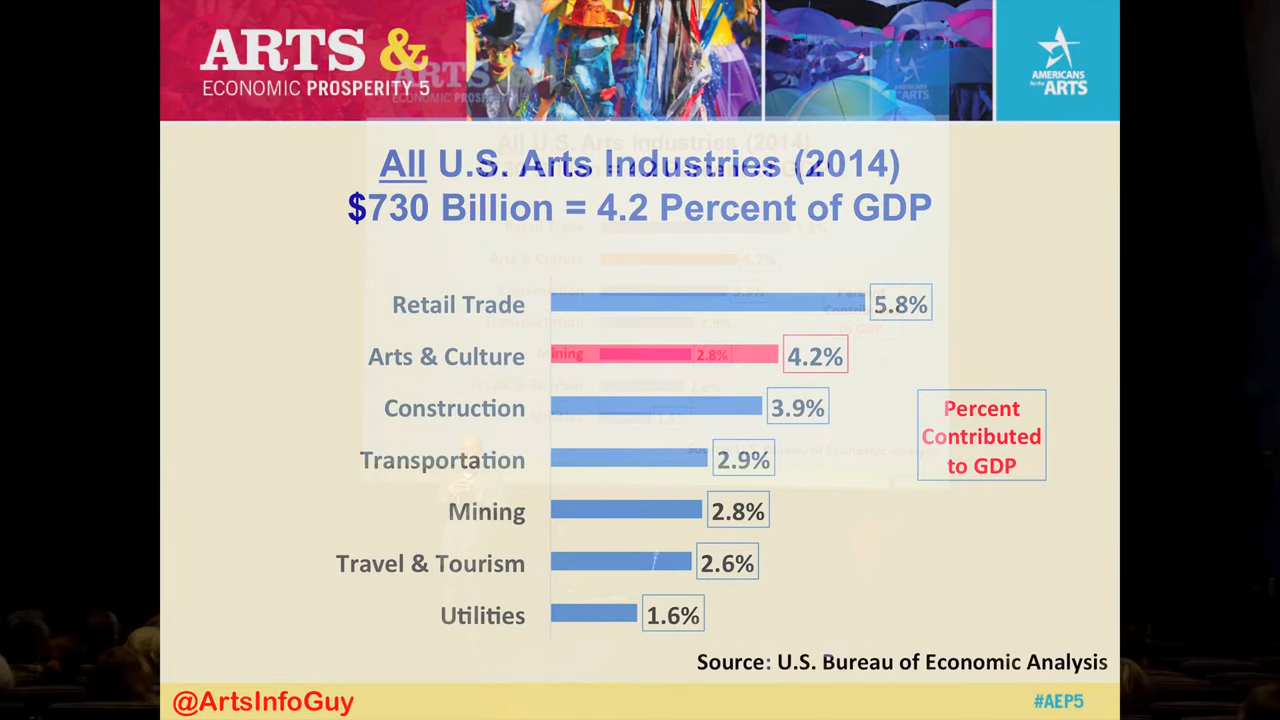 ARTS &
ECONOMIC PROSPERITY 5
AMERICANS
for the ARTS
All U.S. Arts Industries (2014)
$730 Billion = 4.2 Percent of GDP
Retail Trade 5.8%
Arts & Culture 4.2%
Construction 3.9%
Transportation 2.9%
Mining 2.8%
Travel & Tourism 2.6%
Utilities 1.6%
Percent
Contributed
to GDP
Source: U.S. Bureau of Economic Analysis
@ArtsInfoGuy
#AEP5